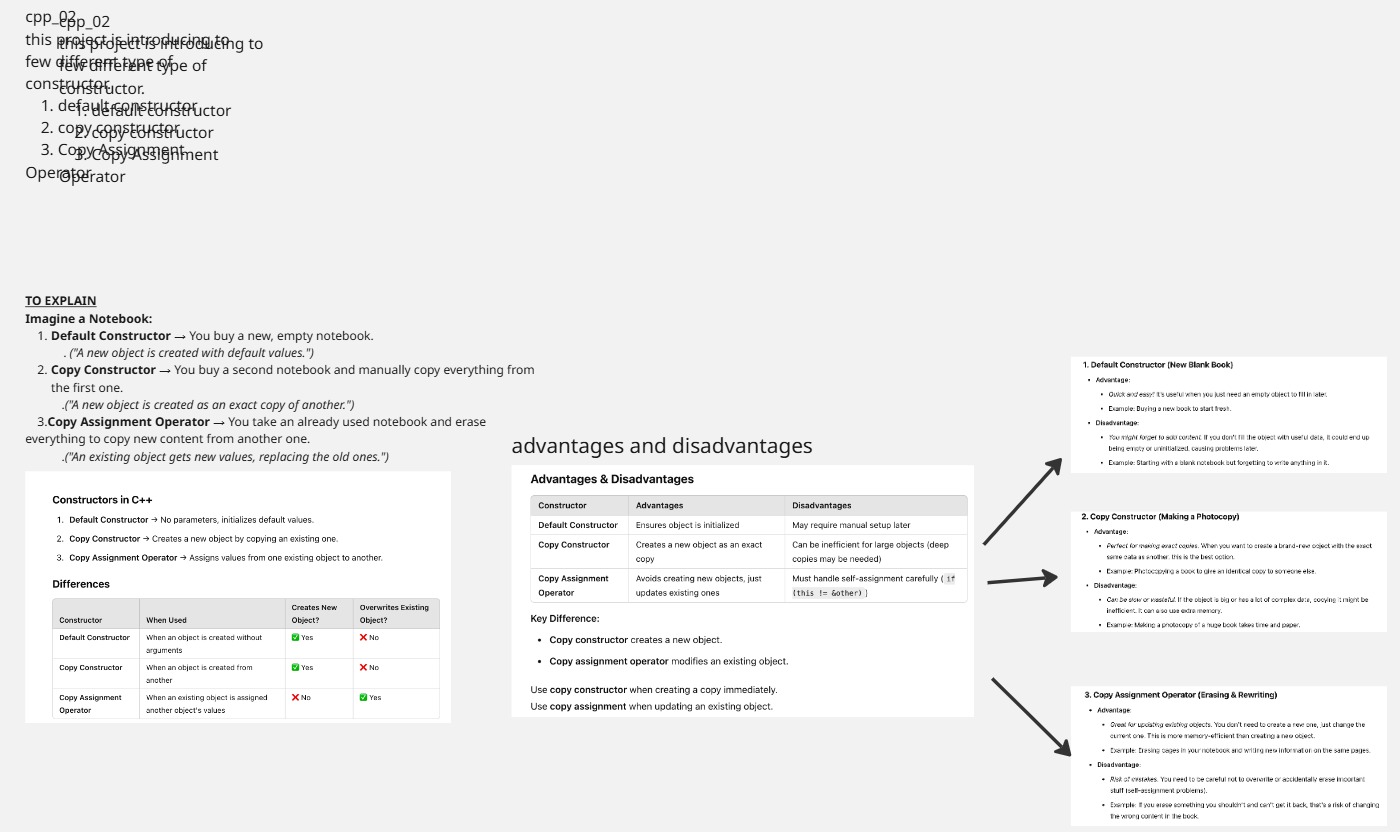 cpp_02
this project is introducing to
few different type of
constructor.
1. default constructor
2. copy constructor
3. Copy Assignment
Operator
cpp_02
this project is introducing to
few different type of
constructor.
1. default constructor
2. copy constructor
3. Copy Assignment
Operator
TO EXPLAIN
Imagine a Notebook:
1. Default Constructor → You buy a new, empty notebook.
. ("A new object is created with default values.")
2. Copy Constructor → You buy a second notebook and manually copy everything from
the first one.
.("A new object is created as an exact copy of another.")
3.Copy Assignment Operator → You take an already used notebook and erase
everything to copy new content from another one.
.("An existing object gets new values, replacing the old ones.")
Constructors in C++
1. Default Constructor → No parameters, initializes default values.
2. Copy Constructor → Creates a new object by copying an existing one.
3. Copy Assignment Operator → Assigns values from one existing object to another.
Differences
Constructor When Used Creates New Object? Overwrites Existing Object?
Default Constructor When an object is created without arguments ✅ Yes ❌ No
Copy Constructor When an object is created from another ✅ Yes ❌ No
Copy Assignment Operator When an existing object is assigned another object's values ❌ No ✅ Yes
advantages and disadvantages
Advantages & Disadvantages
Constructor Advantages Disadvantages
Default Constructor Ensures object is initialized May require manual setup later
Copy Constructor Creates a new object as an exact copy Can be inefficient for large objects (deep copies may be needed)
Copy Assignment Operator Avoids creating new objects, just updates existing ones Must handle self-assignment carefully ( if (this != &other) )
Key Difference:
• Copy constructor creates a new object.
• Copy assignment operator modifies an existing object.
Use copy constructor when creating a copy immediately.
Use copy assignment when updating an existing object.
1. Default Constructor (New Blank Book)
• Advantage:
• Quick and easy! It's useful when you just need an empty object to fill in later.
• Example: Buying a new book to start fresh.
• Disadvantage:
• You might forget to add content. If you don't fill the object with useful data, it could end up
being empty or uninitialized, causing problems later.
• Example: Starting with a blank notebook but forgetting to write anything in it.
2. Copy Constructor (Making a Photocopy)
• Advantage:
• Perfect for making exact copies. When you want to create a brand-new object with the exact
same data as another, this is the best option.
• Example: Photocopying a book to give an identical copy to someone else.
• Disadvantage:
• Can be slow or wasteful. If the object is big or has a lot of complex data, copying it might be
inefficient. It can also use extra memory.
• Example: Making a photocopy of a huge book takes time and paper.
3. Copy Assignment Operator (Erasing & Rewriting)
• Advantage:
• Great for updating existing objects. You don't need to create a new one, just change the
current one. This is more memory-efficient than creating a new object.
• Example: Erasing pages in your notebook and writing new information on the same pages.
• Disadvantage:
• Risk of mistakes. You need to be careful not to overwrite or accidentally erase important
stuff (self-assignment problems).
• Example: If you erase something you shouldn't and can't get it back, that's a risk of changing
the wrong content in the book.